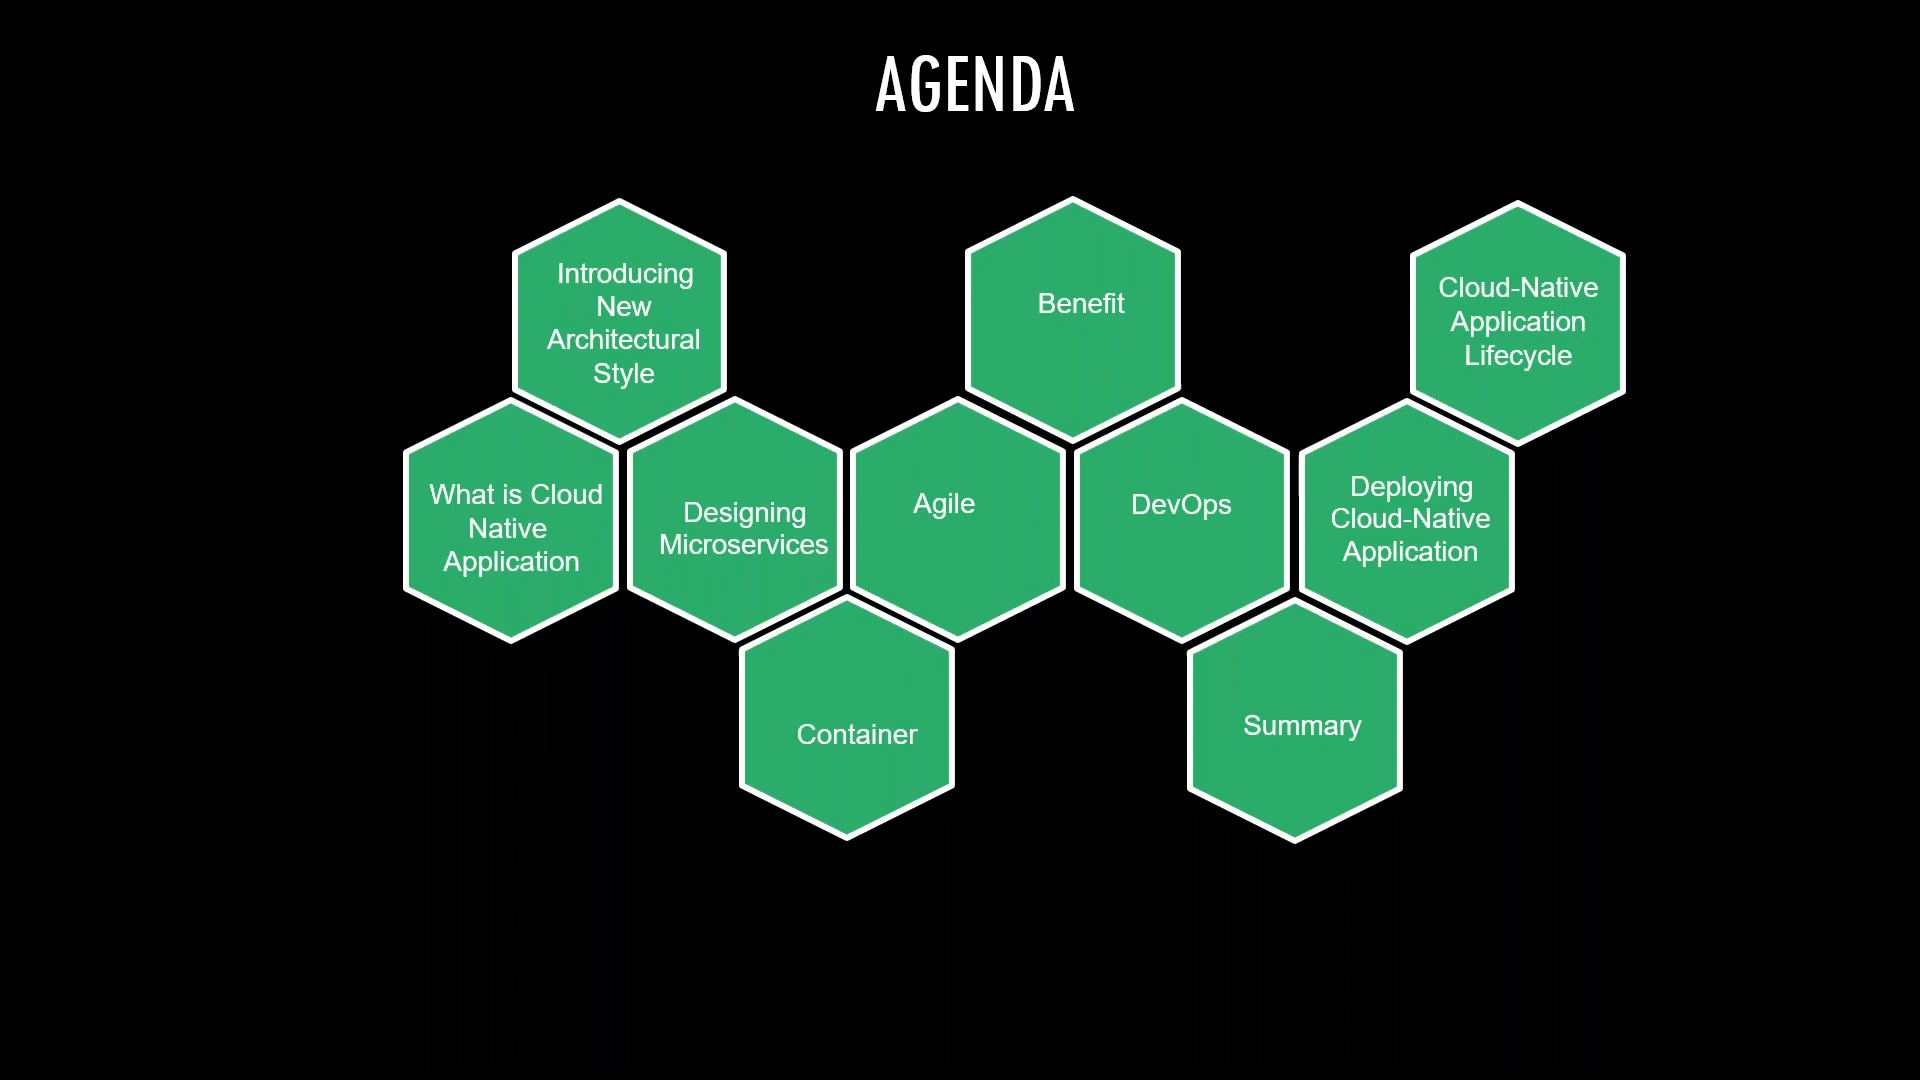 AGENDA
Introducing
New
Architectural
Style
Benefit
Cloud-Native
Application
Lifecycle
What is Cloud
Native
Application
Designing
Microservices
Agile
DevOps
Deploying
Cloud-Native
Application
Container
Summary